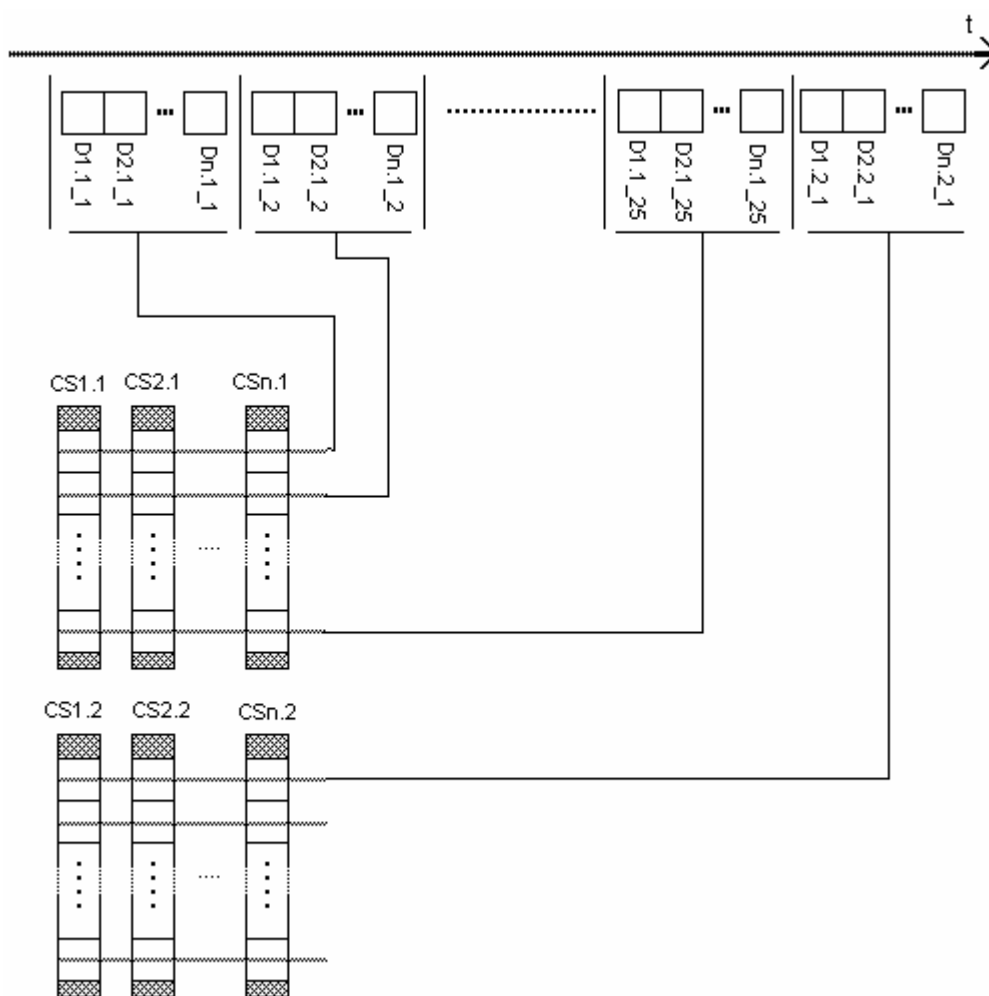 t
D1.1_1
D2.1_1
Dn.1_1
D1.1_2
D2.1_2
Dn.1_2
D1.1_25
D2.1_25
Dn.1_25
D1.2_1
D2.2_1
Dn.2_1
CS1.1 CS2.1 CSn.1
CS1.2 CS2.2 CSn.2